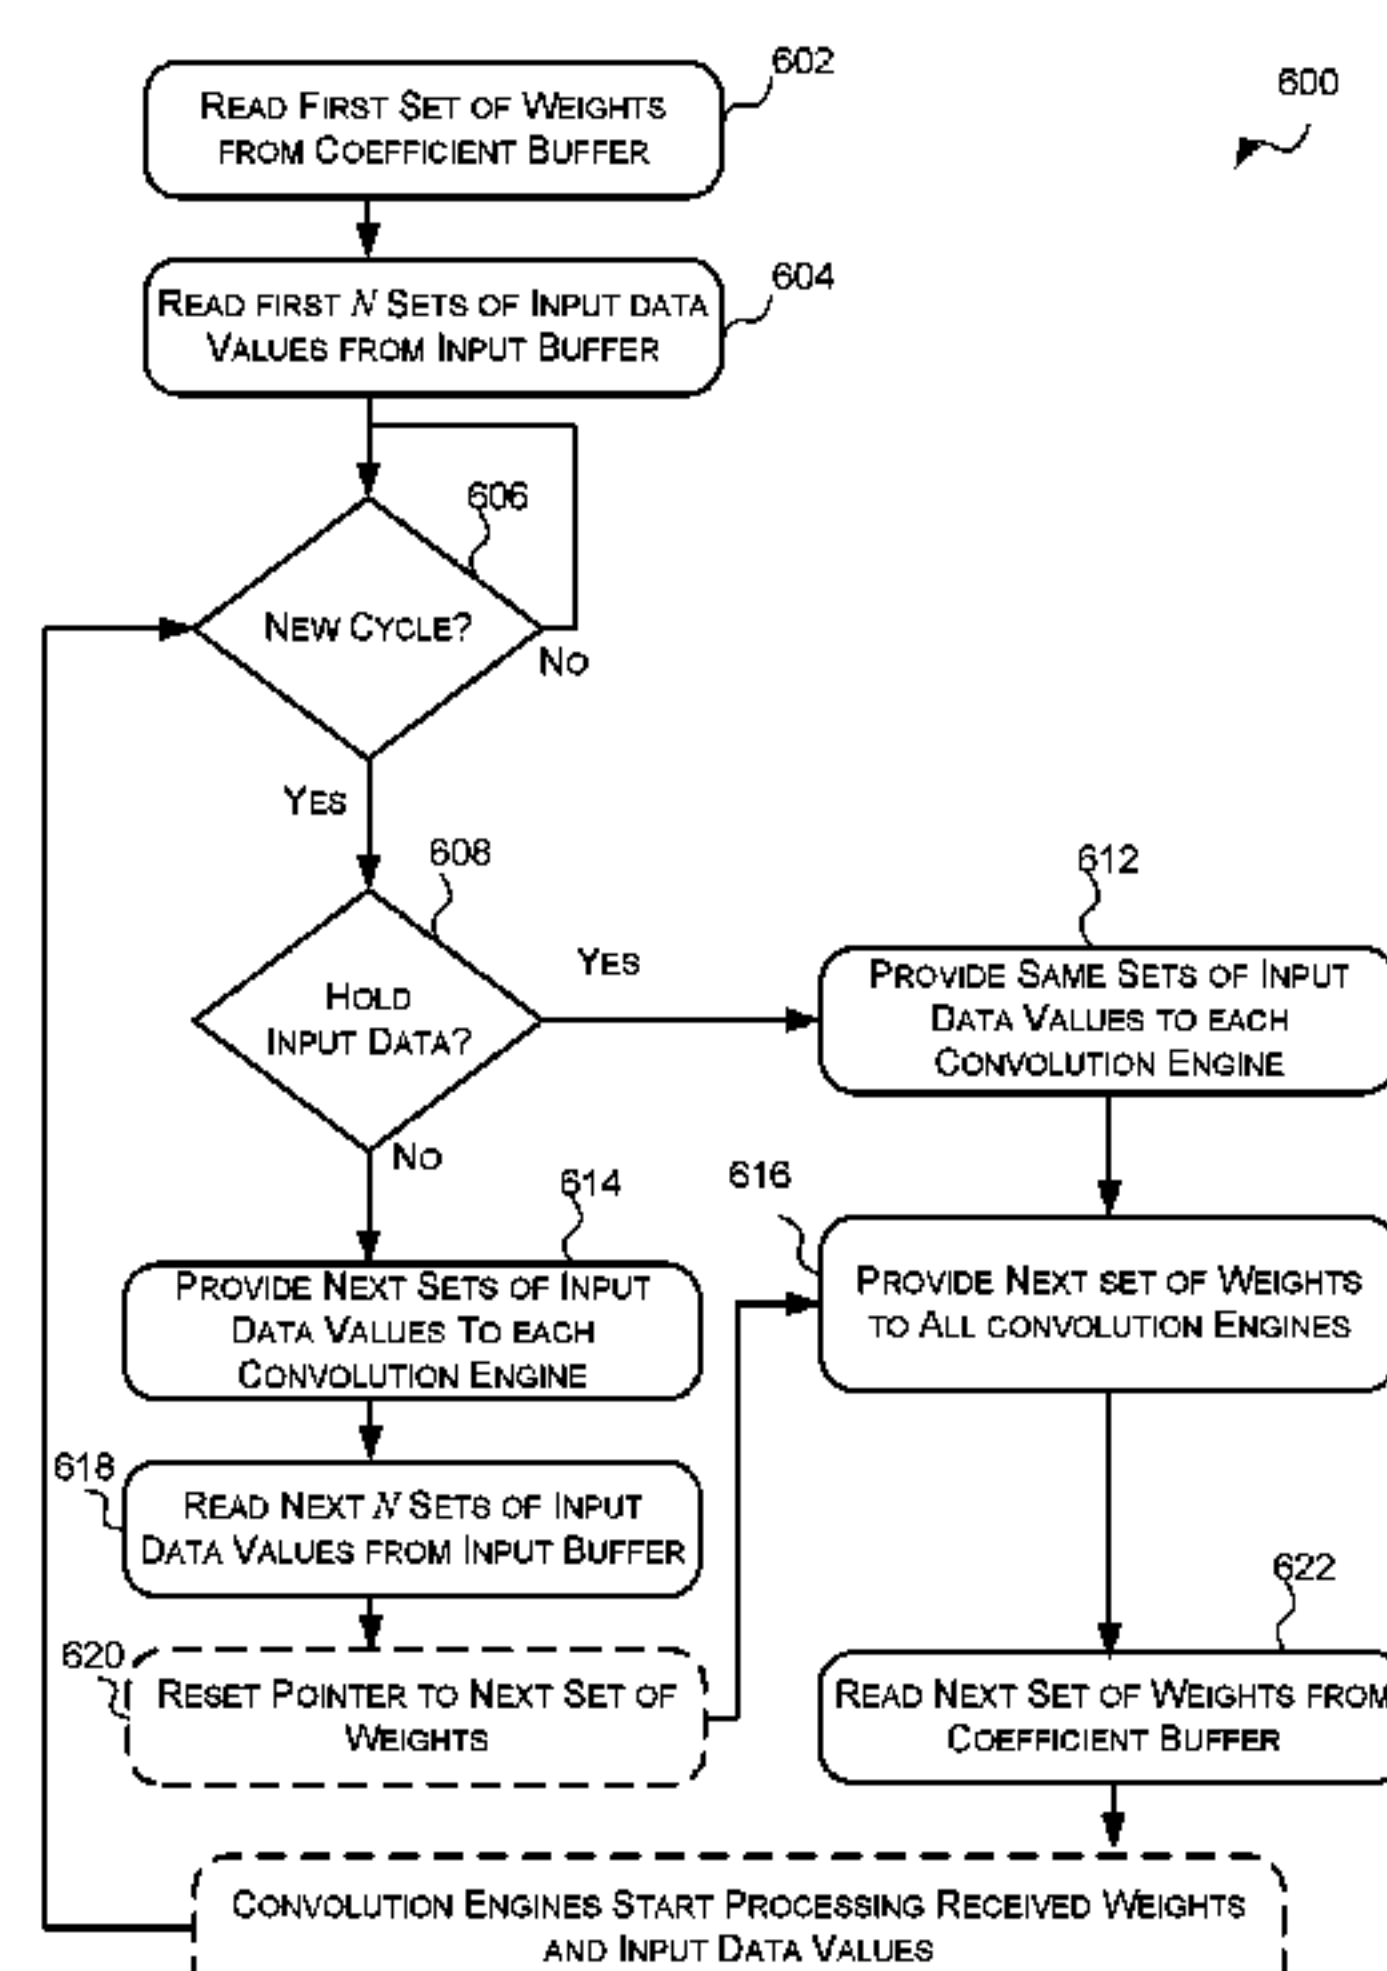 602
600
READ FIRST SET OF WEIGHTS
FROM COEFFICIENT BUFFER
604
READ FIRST N SETS OF INPUT DATA
VALUES FROM INPUT BUFFER
606
NEW CYCLE?
NO
YES
608
612
YES
HOLD
INPUT DATA?
PROVIDE SAME SETS OF INPUT
DATA VALUES TO EACH
CONVOLUTION ENGINE
NO
614
616
PROVIDE NEXT SETS OF INPUT
DATA VALUES TO EACH
CONVOLUTION ENGINE
PROVIDE NEXT SET OF WEIGHTS
TO ALL CONVOLUTION ENGINES
618
READ NEXT N SETS OF INPUT
DATA VALUES FROM INPUT BUFFER
622
620
RESET POINTER TO NEXT SET OF
WEIGHTS
READ NEXT SET OF WEIGHTS FROM
COEFFICIENT BUFFER
CONVOLUTION ENGINES START PROCESSING RECEIVED WEIGHTS
AND INPUT DATA VALUES